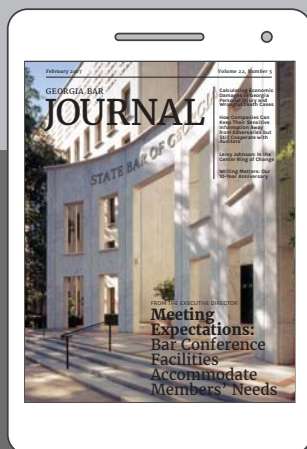 February 2017
Volume 22, Number 5
GEORGIA BAR
JOURNAL
Calculating Economic
Damages in Georgia
Personal Injury and
Wrongful Death Cases
How Companies Can
Keep Their Sensitive
Information Away
from Adversaries but
Still Cooperate with
Auditors
Leroy Johnson: In the
Center Ring of Change
Writing Matters: Our
10-Year Anniversary
STATE BAR OF GEORGIA
FROM THE EXECUTIVE DIRECTOR
Meeting
Expectations:
Bar Conference
Facilities
Accommodate
Members' Needs